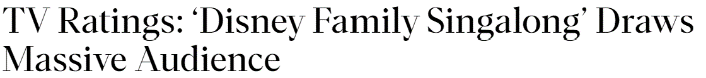 TV Ratings: ‘Disney Family Singalong’ Draws
Massive Audience